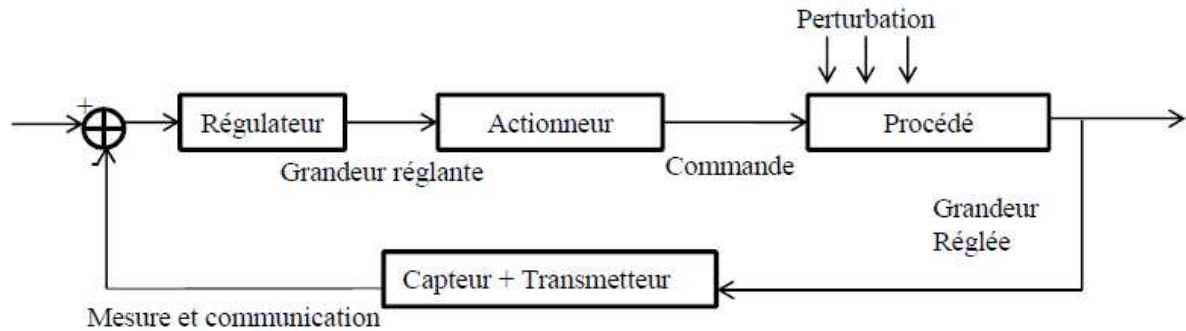 Perturbation
+
Régulateur
Actionneur
Procédé
Grandeur réglante
Commande
-
Grandeur
Réglée
Capteur + Transmetteur
Mesure et communication